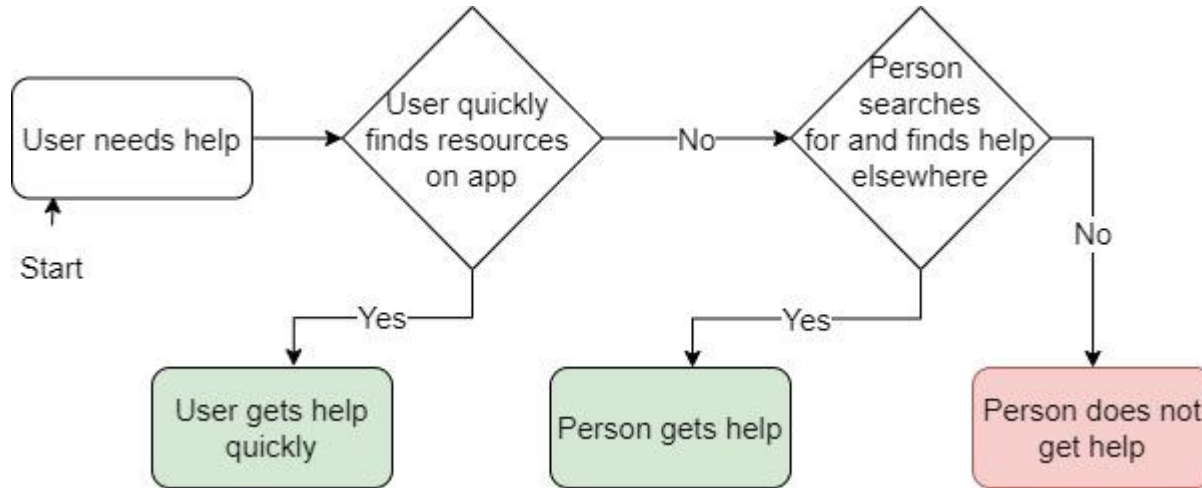 User needs help
Start
User quickly
finds resources
on app
No
Person
searches
for and finds help
elsewhere
No
Yes
Yes
User gets help
quickly
Person gets help
Person does not
get help